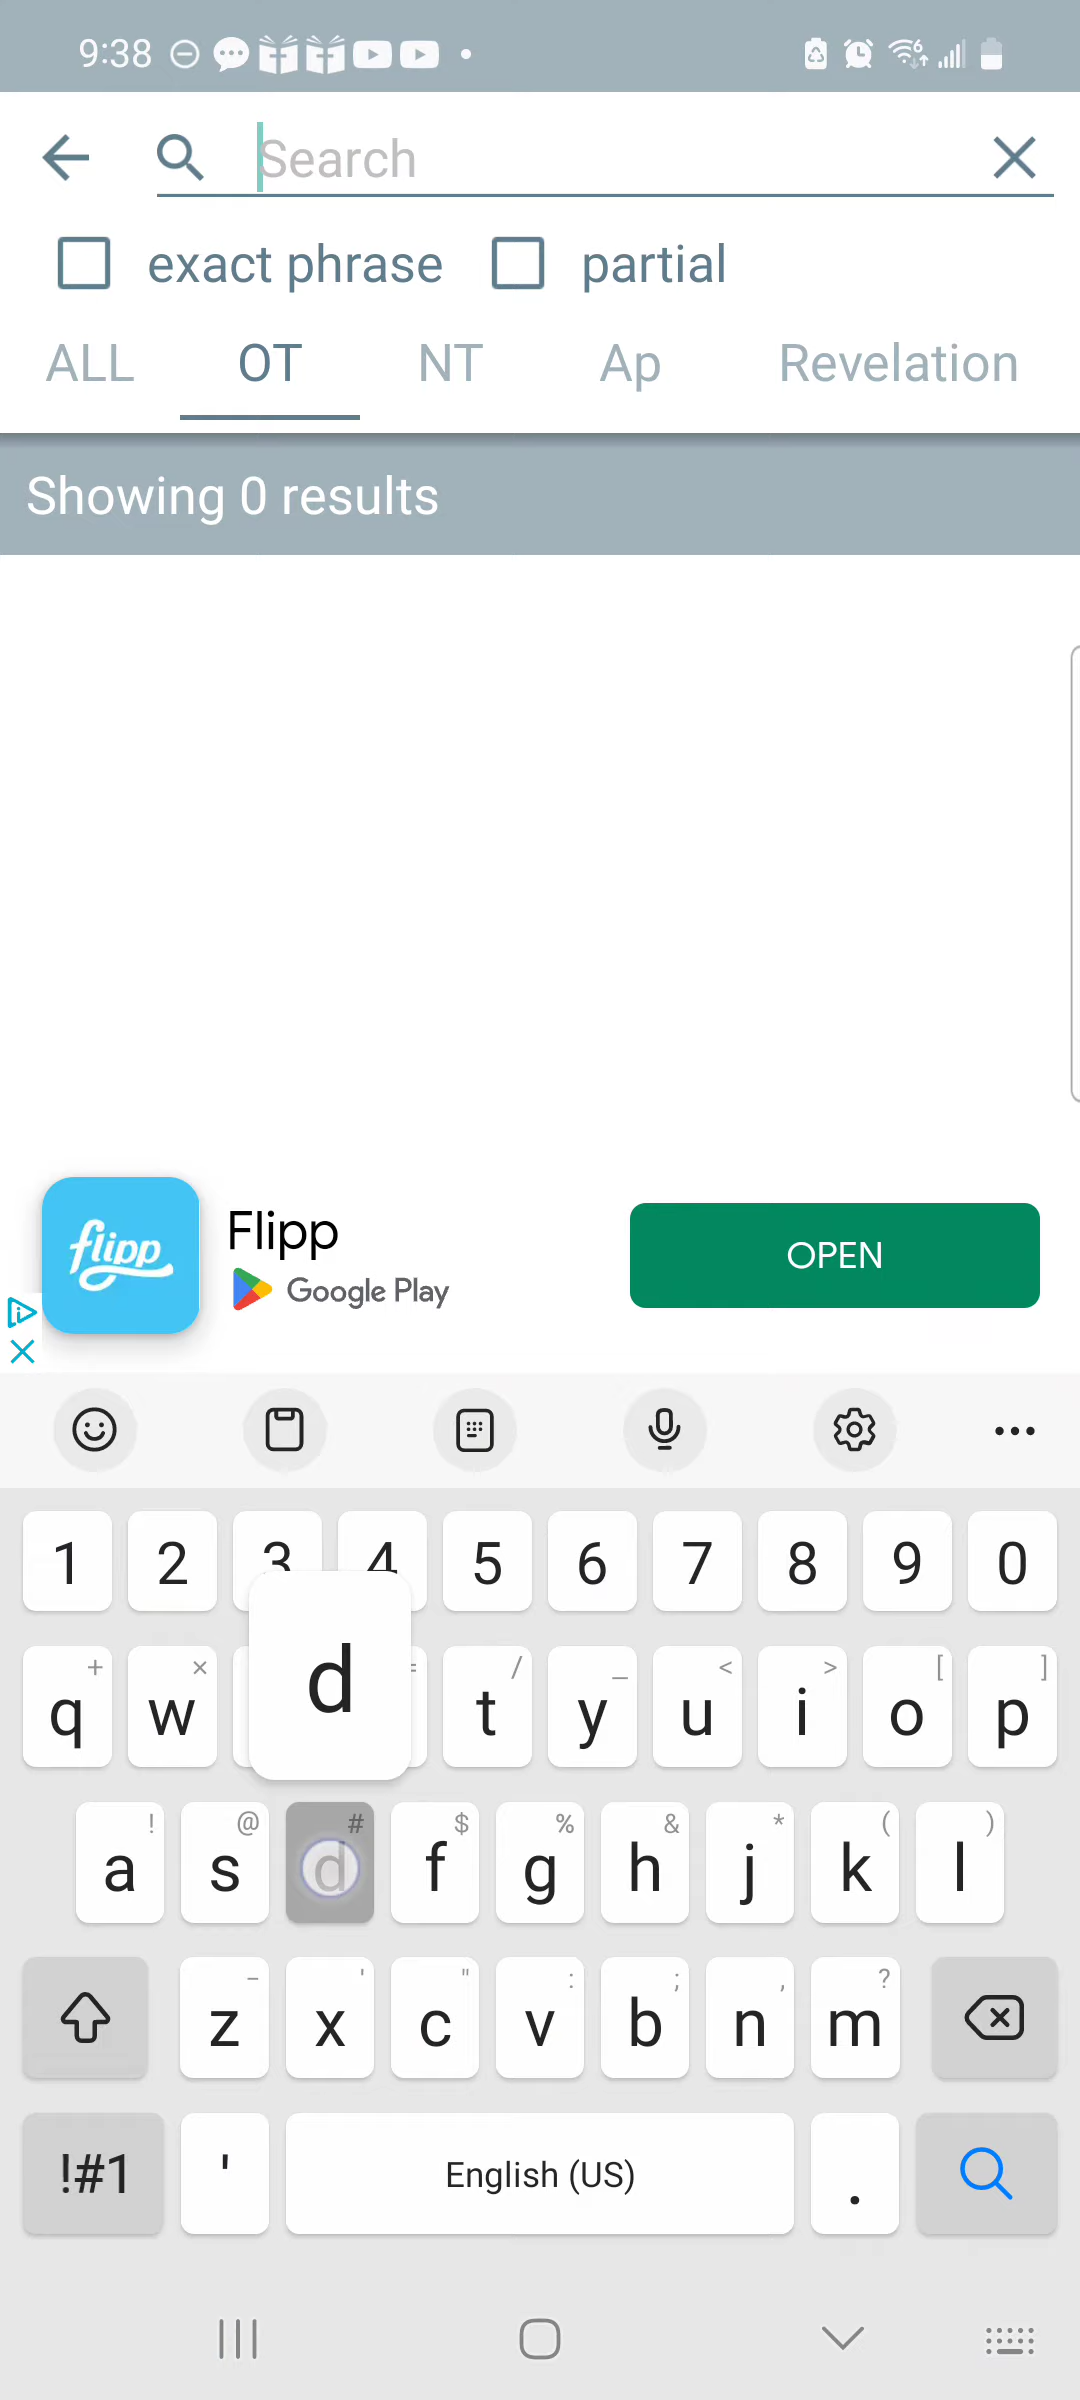 9:38
Search
exact phrase partial
ALL OT NT Ap Revelation
Showing 0 results
flipp
Flipp
Google Play
OPEN
1 2 3 4 5 6 7 8 9 0
d
+ × = / _ < > [ ]
q w t y u i o p
! @ # $ % & * ( )
a s d f g h j k l
- ' " : ; , ?
z x c v b n m
!#1 ' English (US) .